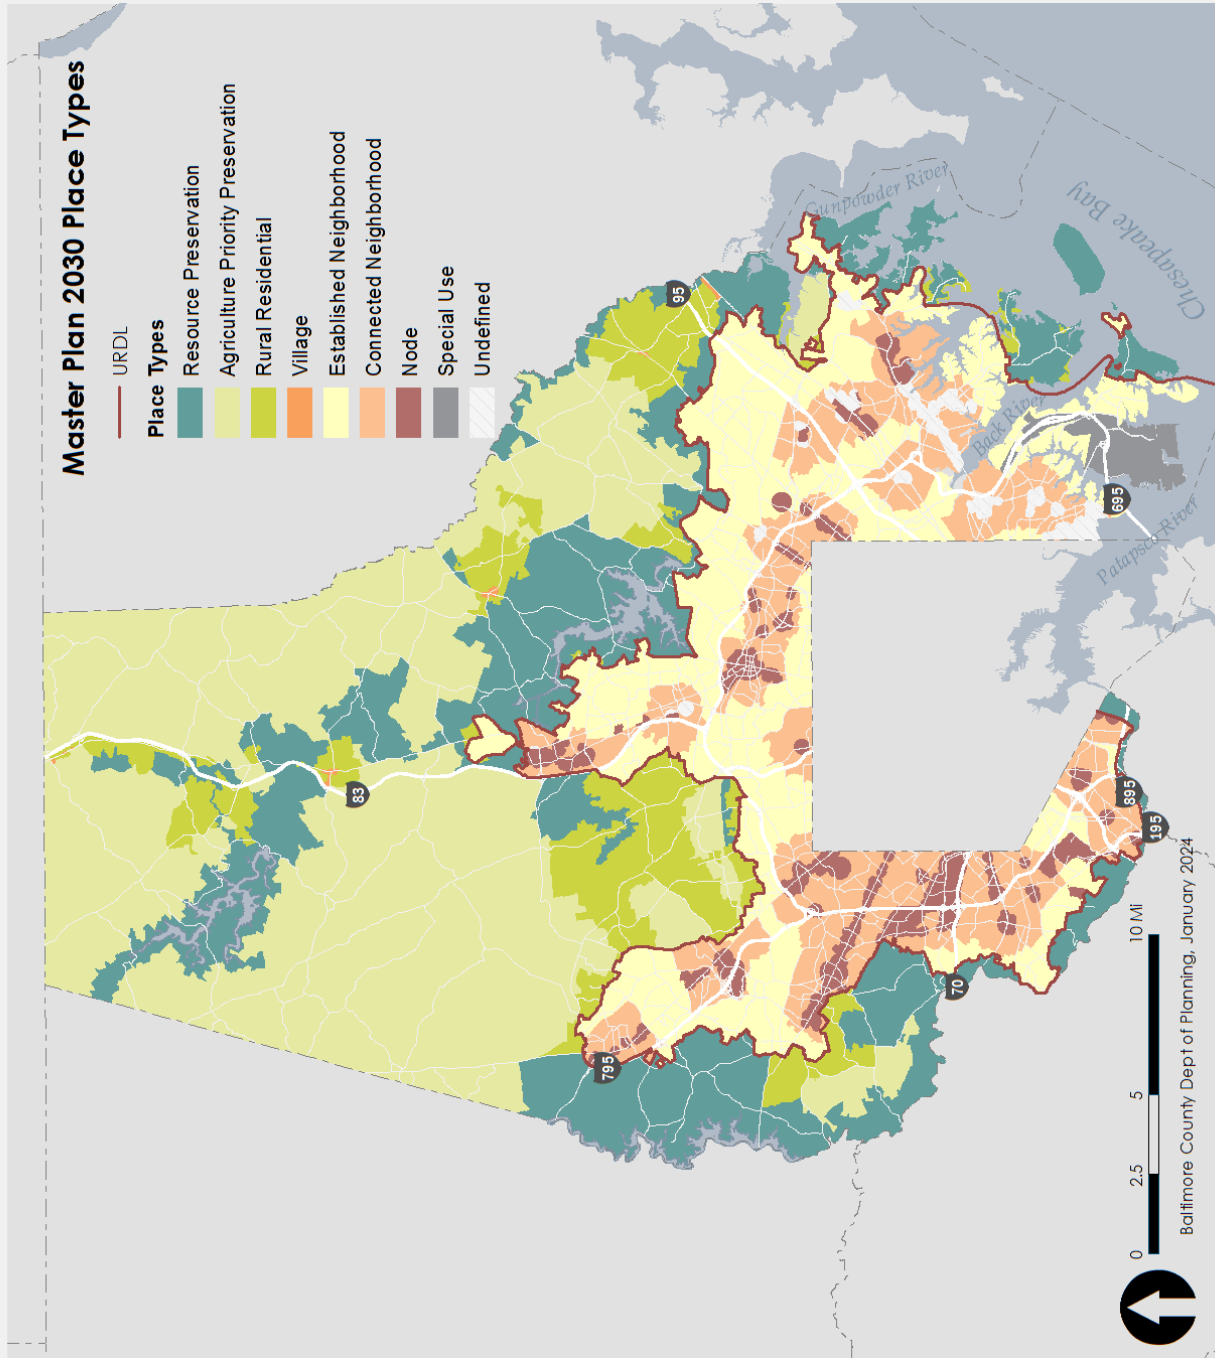 Master Plan 2030 Place Types
URDL
Place Types
Resource Preservation
Agriculture Priority Preservation
Rural Residential
Village
Established Neighborhood
Connected Neighborhood
Node
Special Use
Undefined
83
95
795
70
695
895
195
Gunpowder River
Chesapeake Bay
Back River
Patapsco River
0 2.5 5 10 Mi
Baltimore County Dept of Planning, January 2024